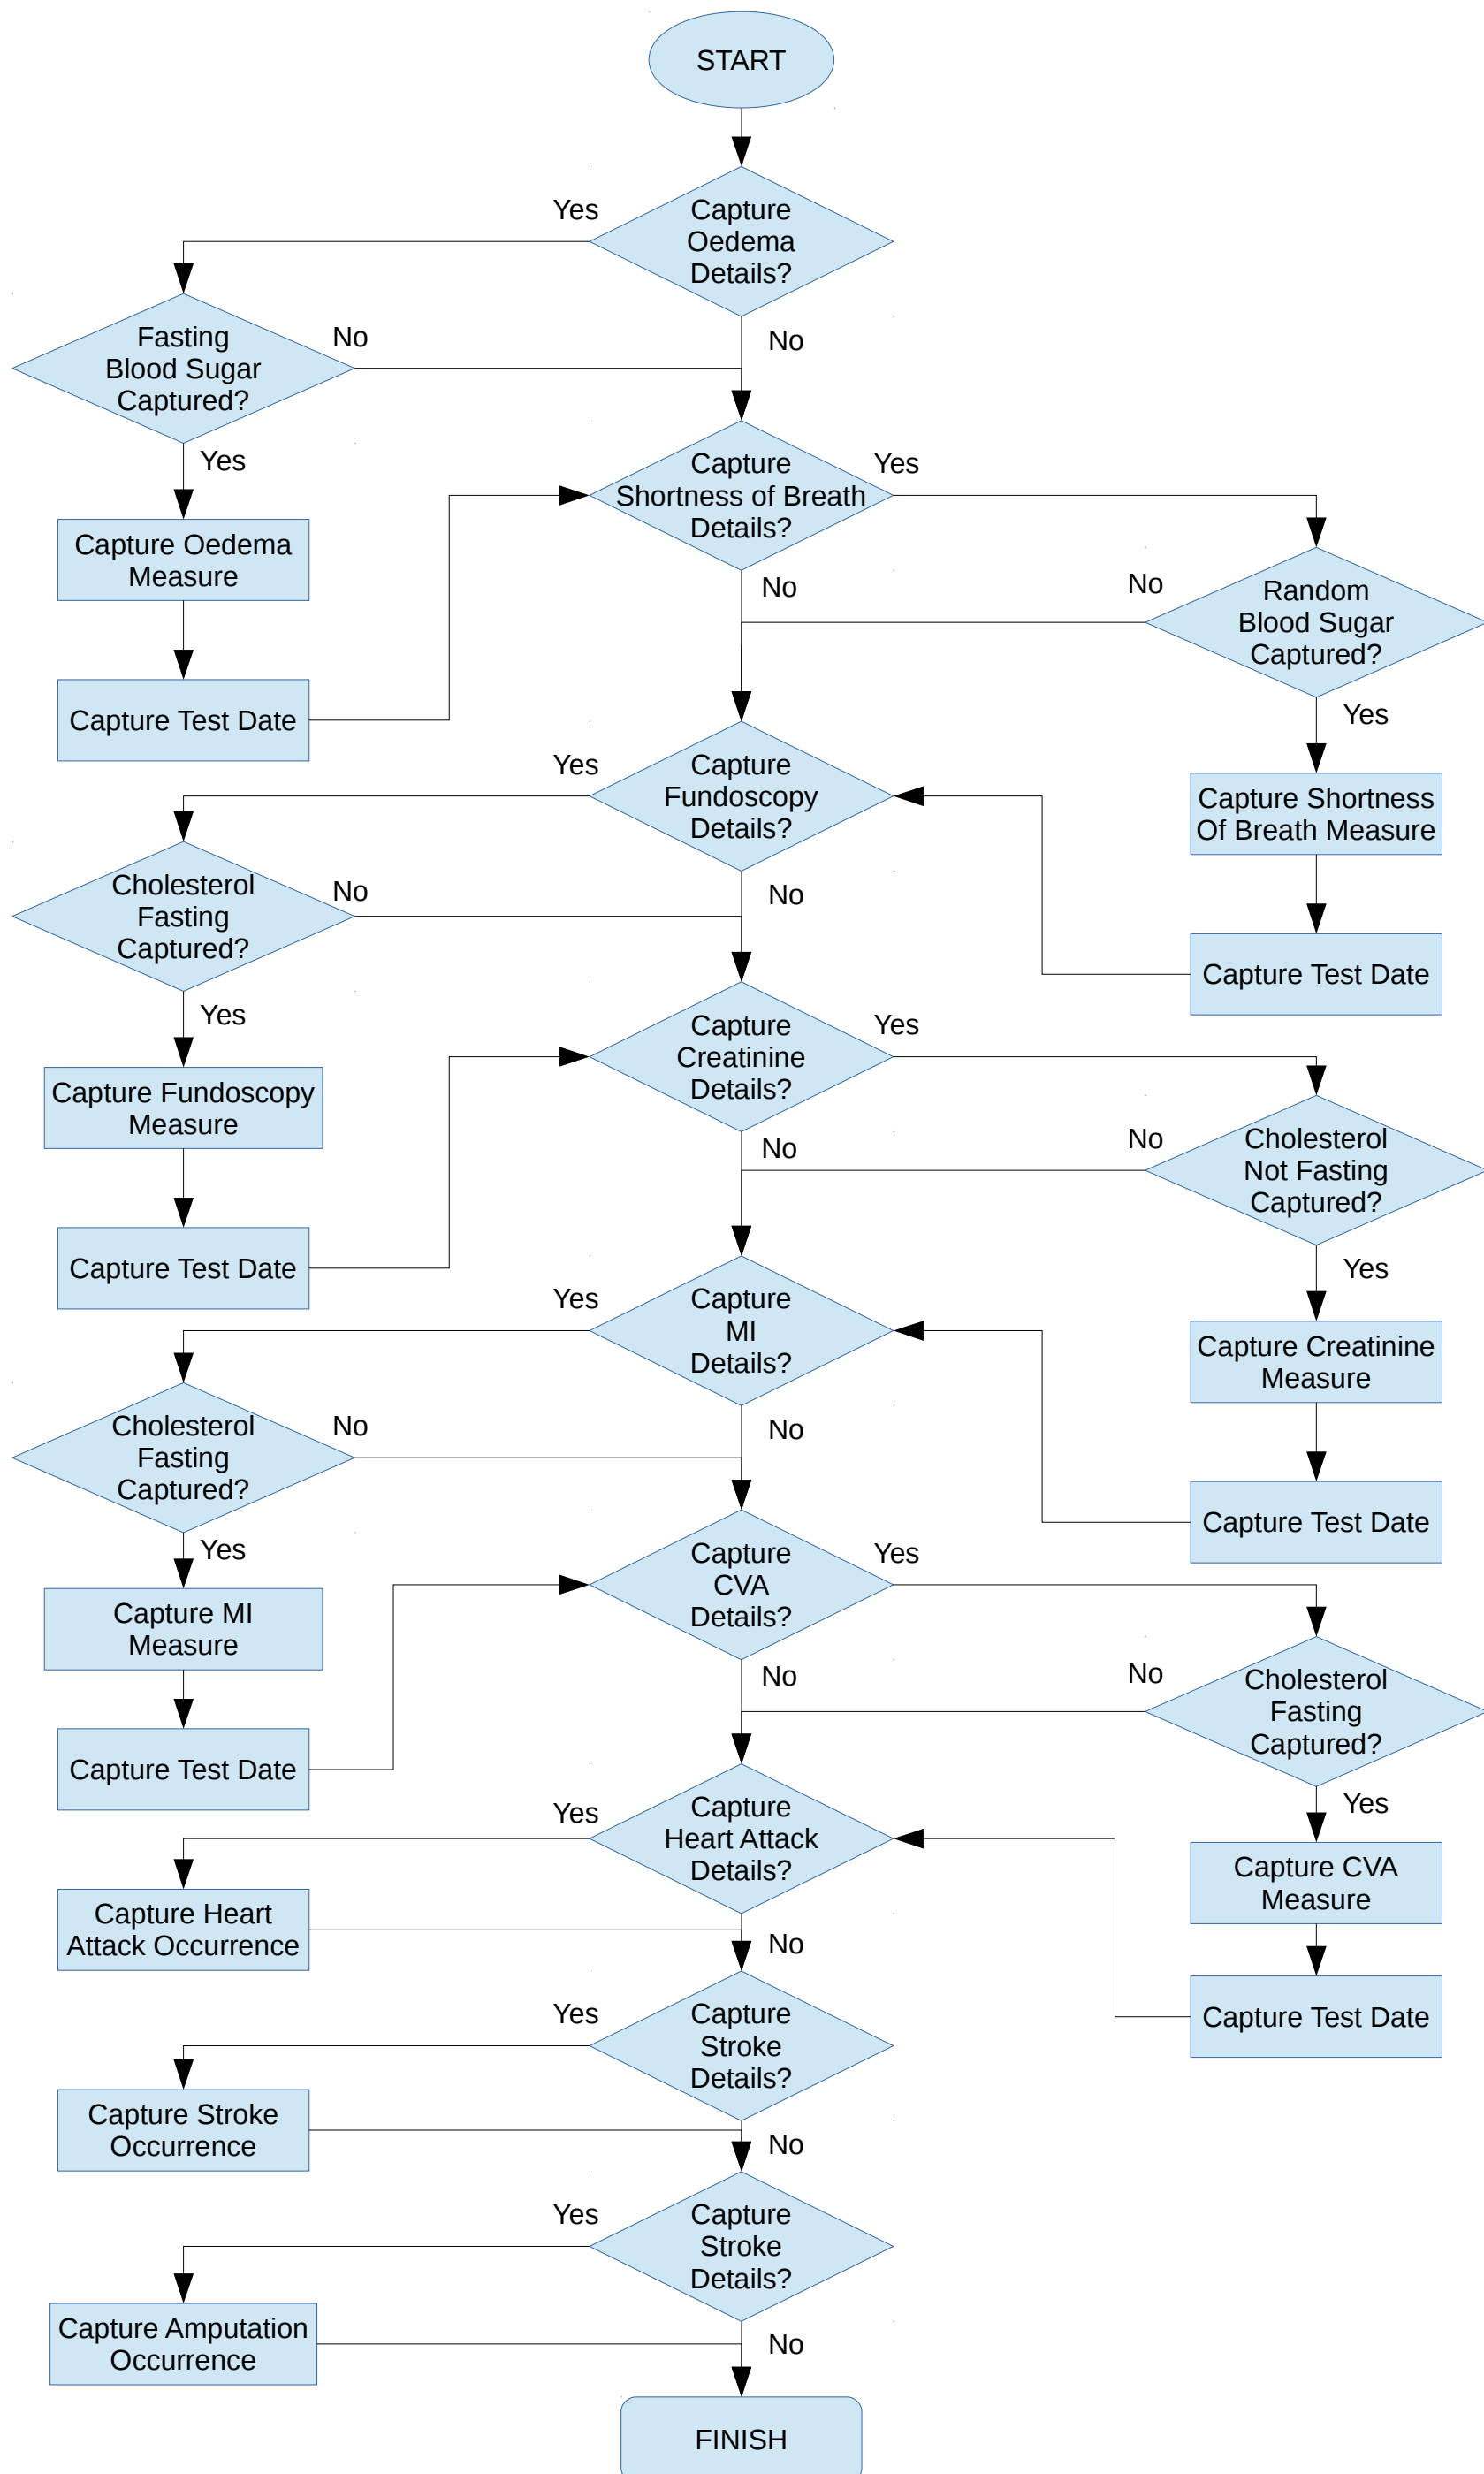 START
Yes
Capture
Oedema
Details?
Fasting
Blood Sugar
Captured?
No
No
Yes
Capture
Shortness of Breath
Details?
Yes
Capture Oedema
Measure
No
No
Random
Blood Sugar
Captured?
Capture Test Date
Yes
Yes
Capture
Fundoscopy
Details?
Capture Shortness
Of Breath Measure
Cholesterol
Fasting
Captured?
No
No
Capture Test Date
Yes
Capture
Creatinine
Details?
Yes
Capture Fundoscopy
Measure
No
No
Cholesterol
Not Fasting
Captured?
Capture Test Date
Yes
Yes
Capture
MI
Details?
Capture Creatinine
Measure
Cholesterol
Fasting
Captured?
No
No
Capture Test Date
Yes
Capture
CVA
Details?
Yes
Capture MI
Measure
No
No
Cholesterol
Fasting
Captured?
Capture Test Date
Yes
Yes
Capture
Heart Attack
Details?
Capture CVA
Measure
Capture Heart
Attack Occurrence
No
Capture Test Date
Yes
Capture
Stroke
Details?
Capture Stroke
Occurrence
No
Yes
Capture
Stroke
Details?
Capture Amputation
Occurrence
No
FINISH